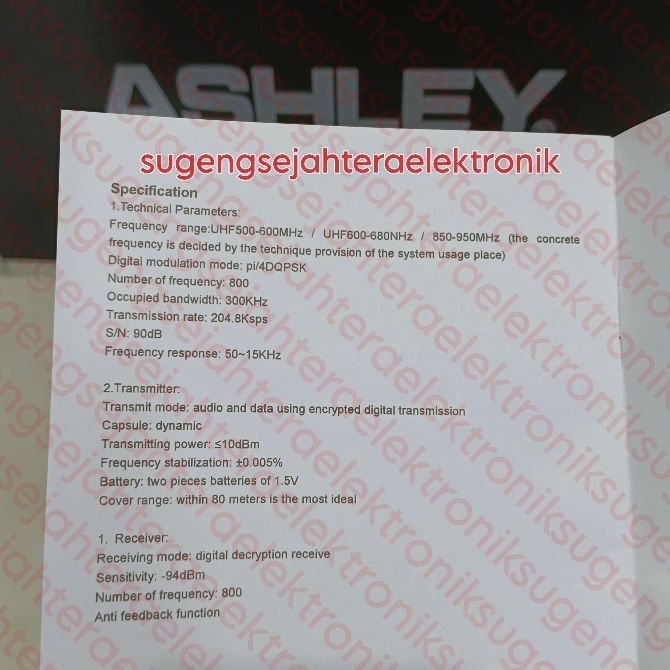 ASHLEY
sugengsejahteraelektronik
Specification
1.Technical Parameters:
Frequency range:UHF500-600MHz / UHF600-680NHz / 850-950MHz (the concrete
frequency is decided by the technique provision of the system usage place)
Digital modulation mode: pi/4DQPSK
Number of frequency: 800
Occupied bandwidth: 300KHz
Transmission rate: 204.8Ksps
S/N: 90dB
Frequency response: 50~15KHz
2.Transmitter:
Transmit mode: audio and data using encrypted digital transmission
Capsule: dynamic
Transmitting power: ≤10dBm
Frequency stabilization: ±0.005%
Battery: two pieces batteries of 1.5V
Cover range: within 80 meters is the most ideal
1. Receiver:
Receiving mode: digital decryption receive
Sensitivity: -94dBm
Number of frequency: 800
Anti feedback function